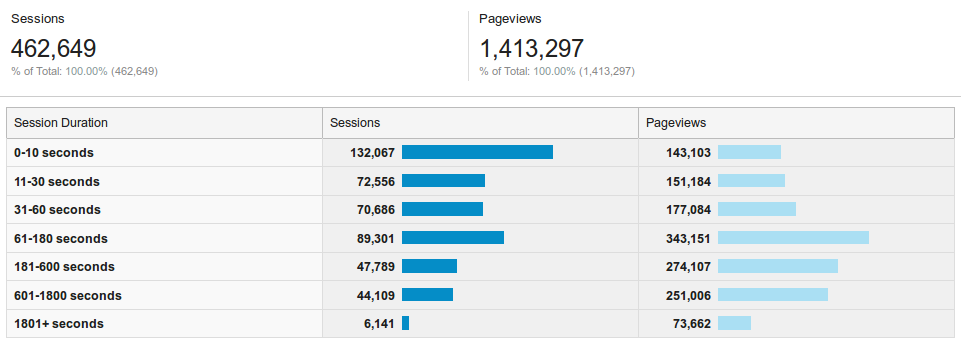 Sessions Pageviews
462,649 1,413,297
% of Total: 100.00% (462,649) % of Total: 100.00% (1,413,297)
Session Duration Sessions Pageviews
0-10 seconds 132,067 143,103
11-30 seconds 72,556 151,184
31-60 seconds 70,686 177,084
61-180 seconds 89,301 343,151
181-600 seconds 47,789 274,107
601-1800 seconds 44,109 251,006
1801+ seconds 6,141 73,662